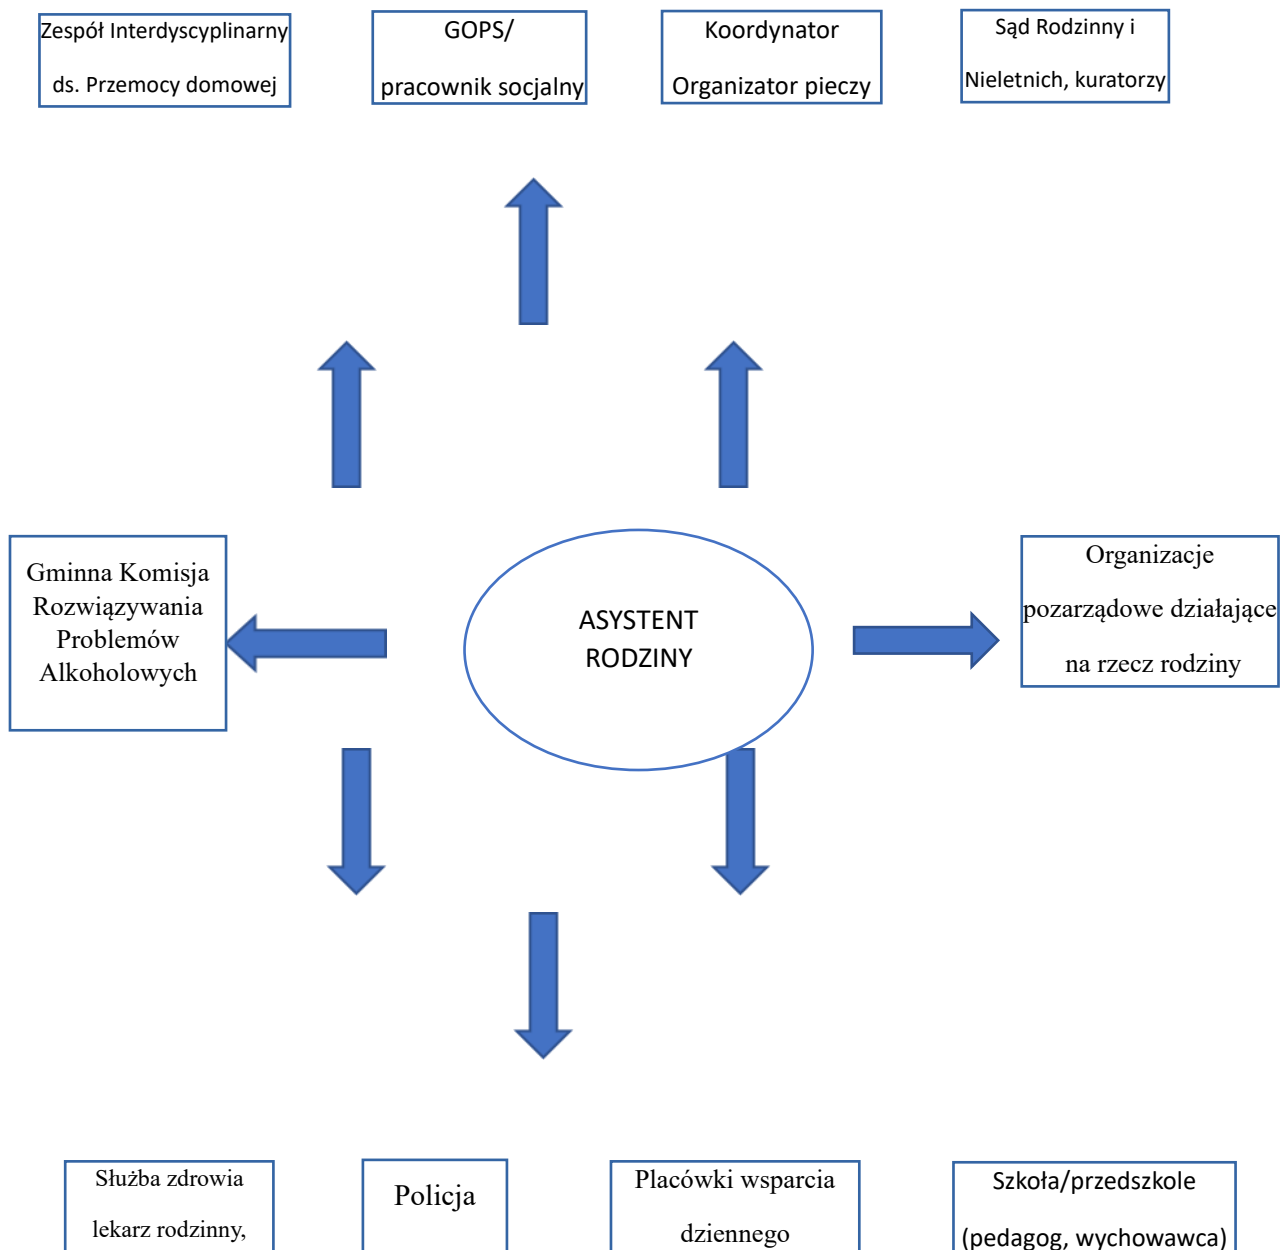 Zespół Interdyscyplinarny
ds. Przemocy domowej
GOPS/
pracownik socjalny
Koordynator
Organizator pieczy
Sąd Rodzinny i
Nieletnich, kuratorzy
Gminna Komisja
Rozwiązywania
Problemów
Alkoholowych
ASYSTENT
RODZINY
Organizacje
pozarządowe działające
na rzecz rodziny
Służba zdrowia
lekarz rodzinny,
Policja
Placówki wsparcia
dziennego
Szkoła/przedszkole
(pedagog, wychowawca)